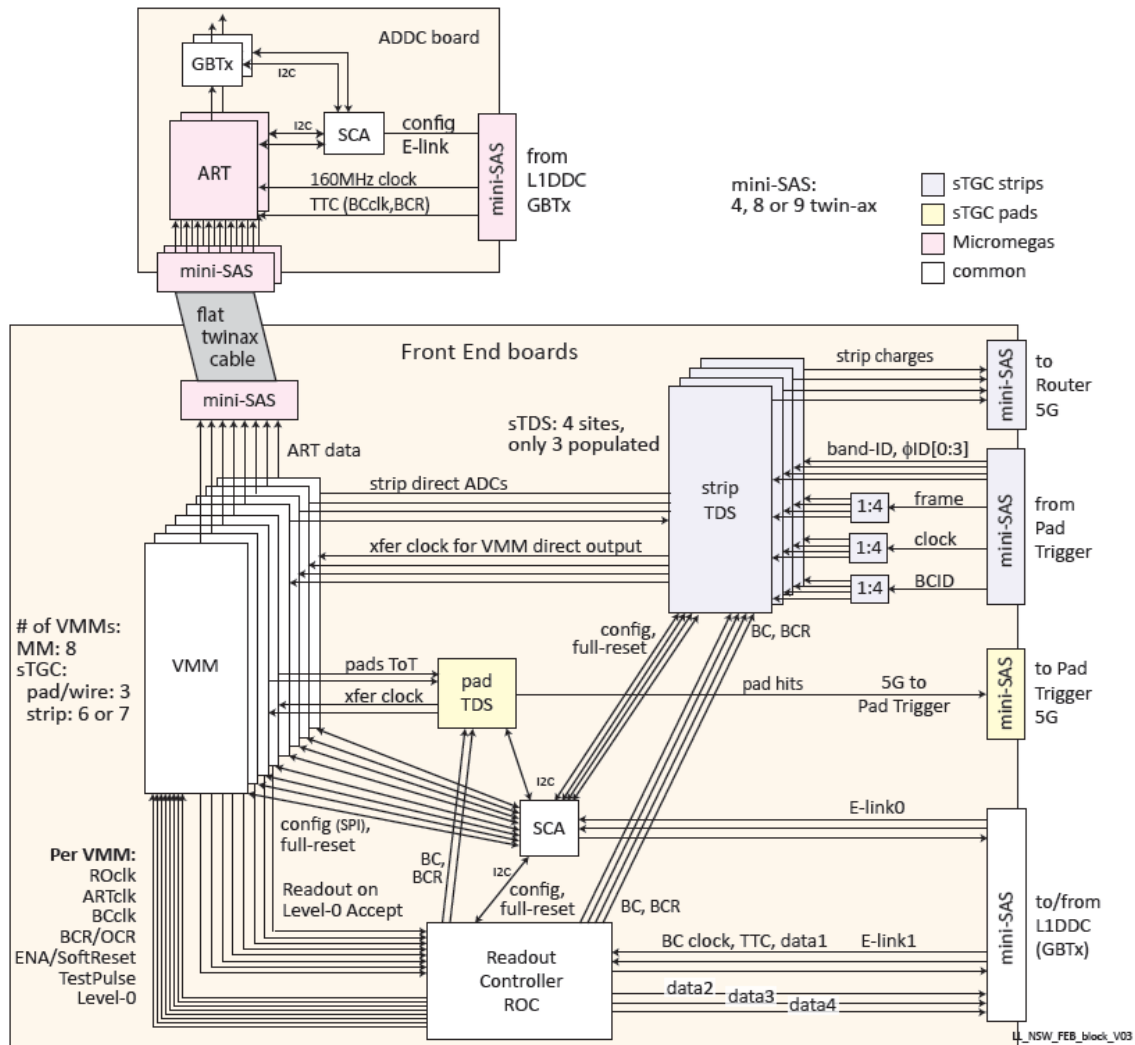 ADDC board
GBTx
I2C
I2C
SCA
config
E-link
ART
160MHz clock
TTC (BCclk,BCR)
mini-SAS
from
L1DDC
GBTx
mini-SAS:
4, 8 or 9 twin-ax
sTGC strips
sTGC pads
Micromegas
common
mini-SAS
flat
twinax
cable
Front End boards
mini-SAS
ART data
sTDS: 4 sites,
only 3 populated
strip charges
mini-SAS
to
Router
5G
strip direct ADCs
strip
TDS
band-ID, ϕID[0:3]
frame
1:4
clock
1:4
BCID
1:4
mini-SAS
from
Pad
Trigger
xfer clock for VMM direct output
# of VMMs:
MM: 8
sTGC:
pad/wire: 3
strip: 6 or 7
VMM
config,
full-reset
BC, BCR
pads ToT
xfer clock
pad
TDS
pad hits
5G to
Pad Trigger
mini-SAS
to Pad
Trigger
5G
I2C
SCA
E-link0
config (SPI),
full-reset
BC,
BCR
I2C
config,
full-reset
BC, BCR
Per VMM:
ROclk
ARTclk
BCclk
BCR/OCR
ENA/SoftReset
TestPulse
Level-0
Readout on
Level-0 Accept
Readout
Controller
ROC
BC clock, TTC, data1
E-link1
data2
data3
data4
mini-SAS
to/from
L1DDC
(GBTx)
LL_NSW_FEB_block_V03